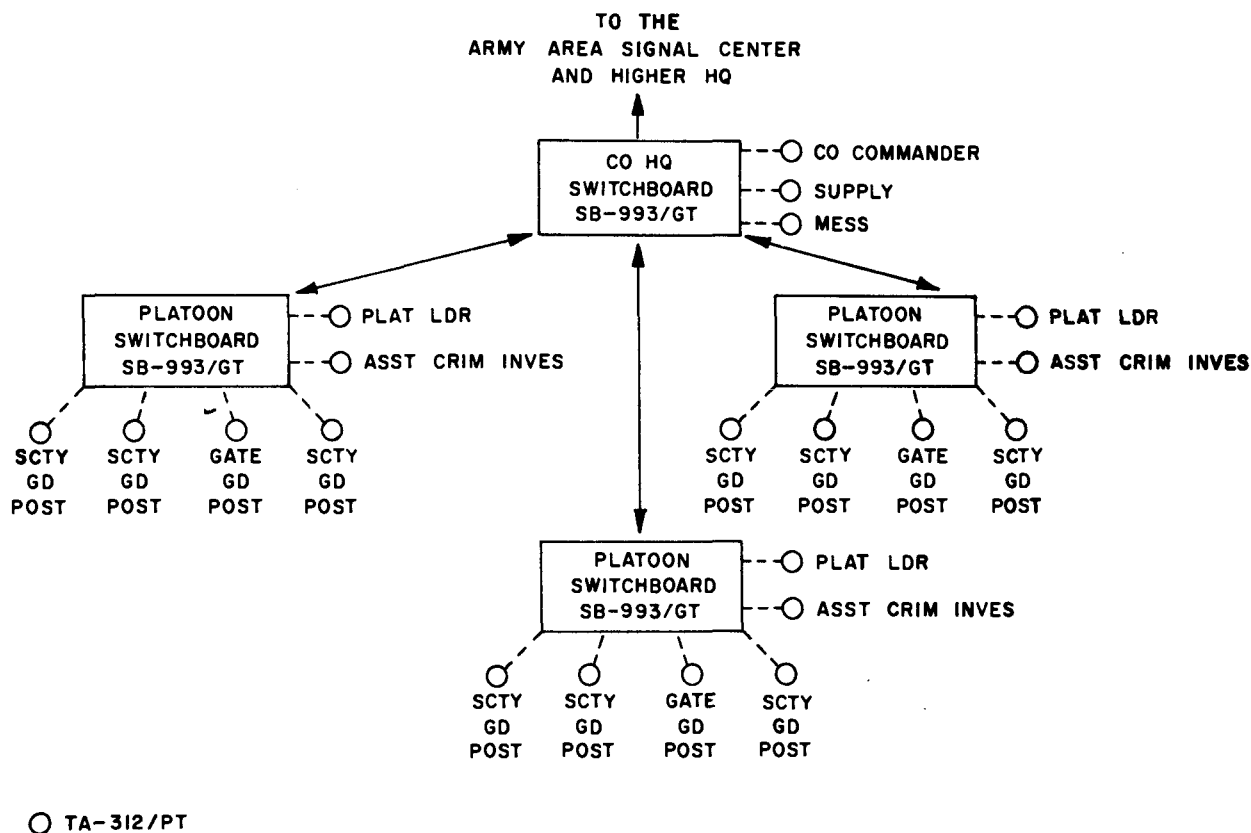 TO THE
ARMY AREA SIGNAL CENTER
AND HIGHER HQ
CO HQ
SWITCHBOARD
SB-993/GT
CO COMMANDER
SUPPLY
MESS
PLATOON
SWITCHBOARD
SB-993/GT
PLAT LDR
ASST CRIM INVES
SCTY
GD
POST
SCTY
GD
POST
GATE
GD
POST
SCTY
GD
POST
PLATOON
SWITCHBOARD
SB-993/GT
PLAT LDR
ASST CRIM INVES
SCTY
GD
POST
SCTY
GD
POST
GATE
GD
POST
SCTY
GD
POST
PLATOON
SWITCHBOARD
SB-993/GT
PLAT LDR
ASST CRIM INVES
SCTY
GD
POST
SCTY
GD
POST
GATE
GD
POST
SCTY
GD
POST
TA-312/PT